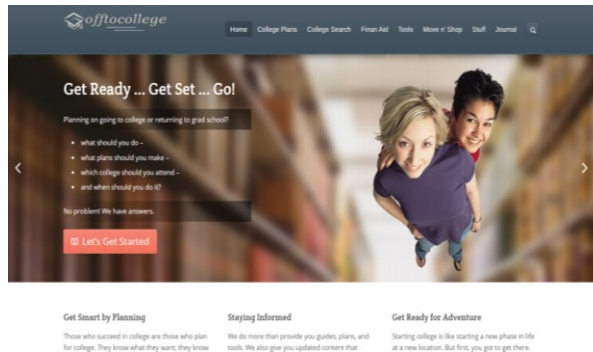 offtocollege
Home College Plans College Search Finan Aid Tools Move n' Shop Stuff Journal
Get Ready ... Get Set ... Go!
Planning on going to college or returning to grad school?
what should you do –
what plans should you make –
which college should you attend –
and when should you do it?
No problem! We have answers.
Let's Get Started
Get Smart by Planning Staying Informed Get Ready for Adventure
Those who succeed in college are those who plan We do more than provide you guides, plans, and Starting college is like starting a new phase in life
for college. They know what they want; they know tools. We also give you updated content that at a new location. But first, you got to get there.